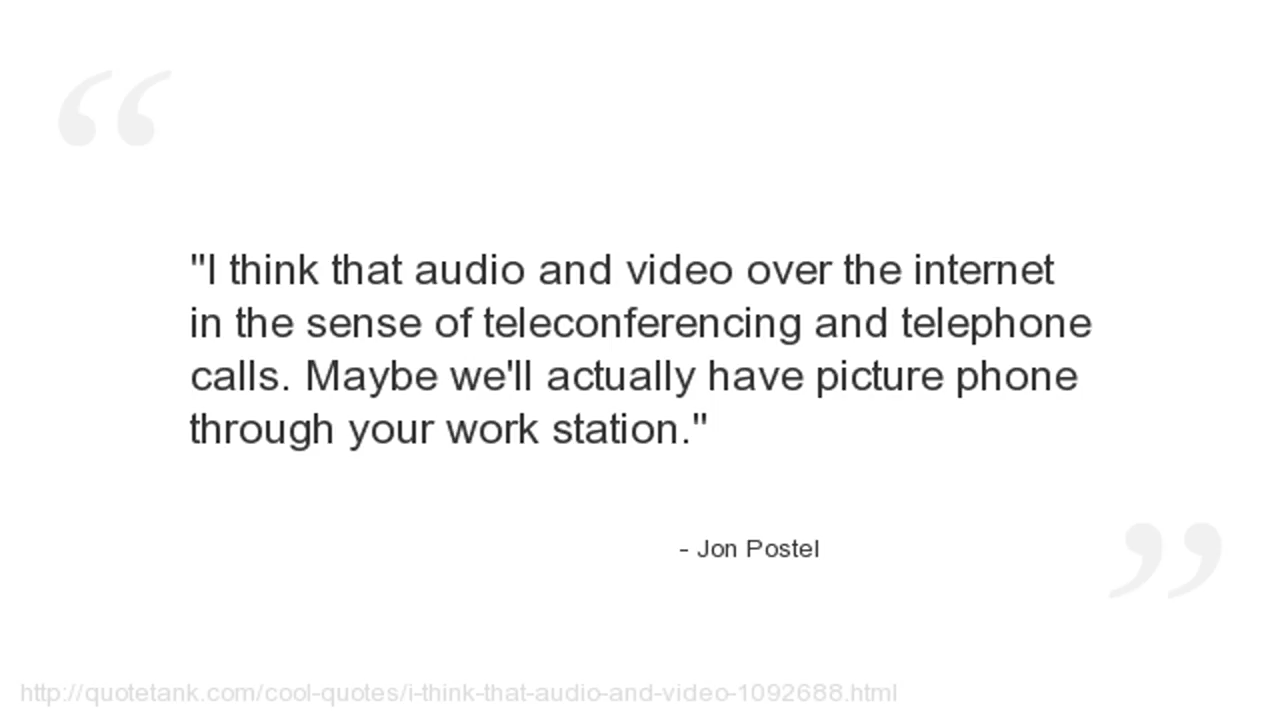 "I think that audio and video over the internet
in the sense of teleconferencing and telephone
calls. Maybe we'll actually have picture phone
through your work station."
- Jon Postel
http://quotetank.com/cool-quotes/i-think-that-audio-and-video-1092688.html